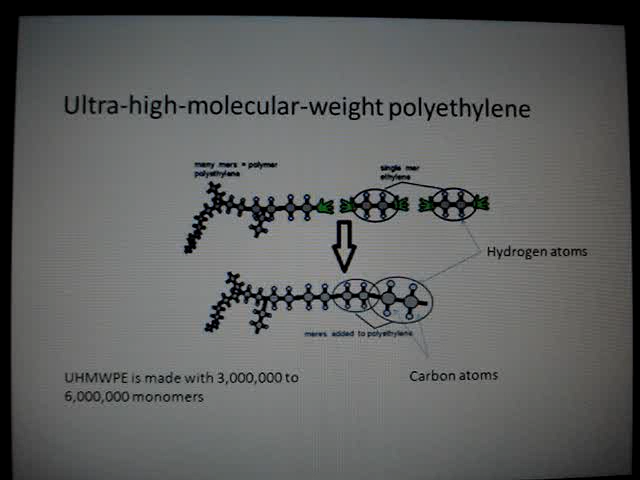 Ultra-high-molecular-weight polyethylene
many mers = polymer
polyethylene
single mer
ethylene
Hydrogen atoms
meres added to polyethylene
Carbon atoms
UHMWPE is made with 3,000,000 to
6,000,000 monomers